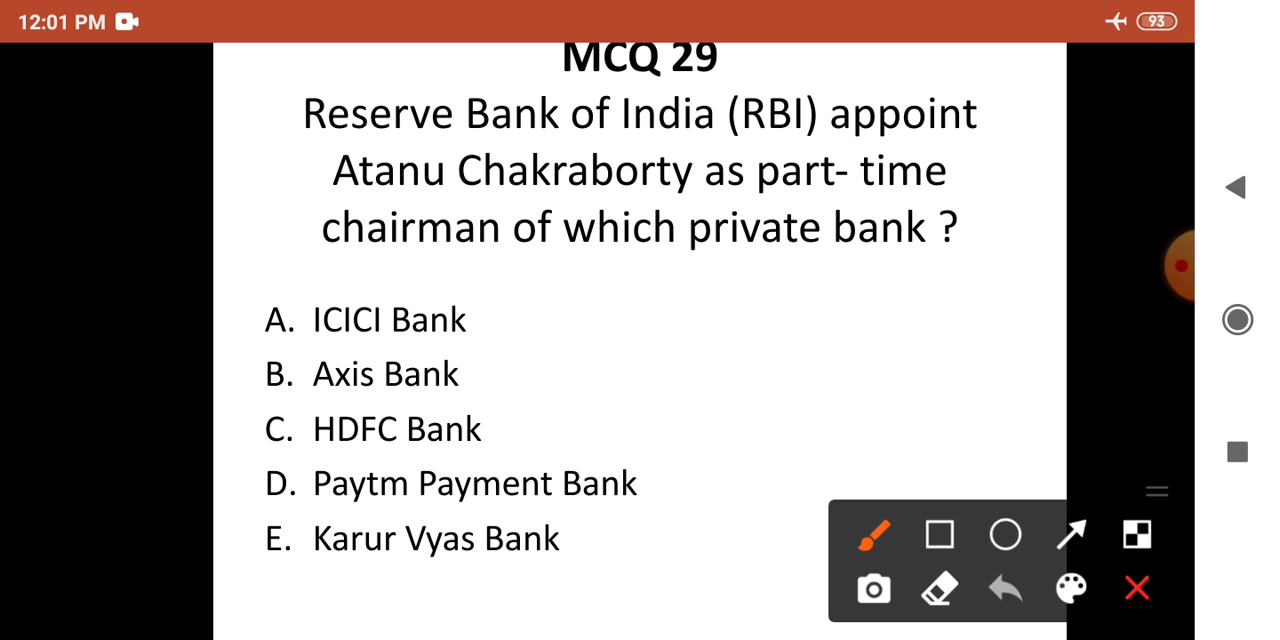 12:01 PM
93
MCQ 29
Reserve Bank of India (RBI) appoint
Atanu Chakraborty as part- time
chairman of which private bank ?
A. ICICI Bank
B. Axis Bank
C. HDFC Bank
D. Paytm Payment Bank
E. Karur Vyas Bank